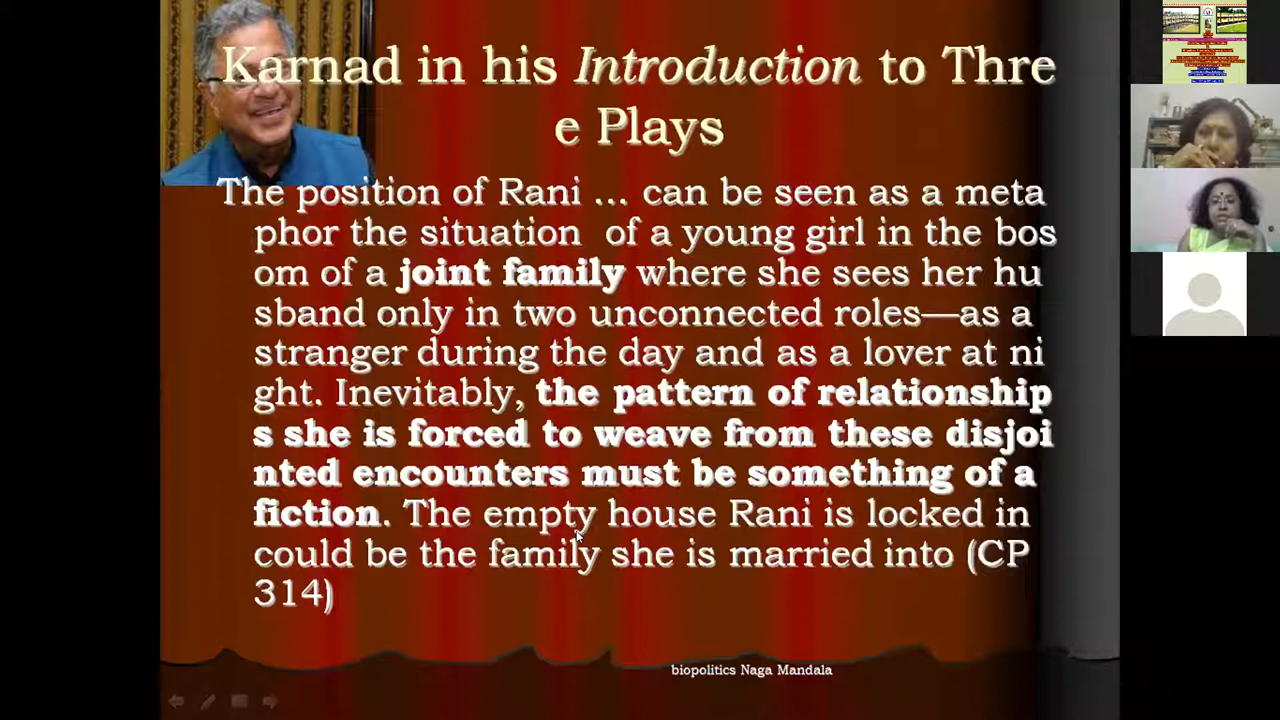 Karnad in his Introduction to Thre
e Plays
The position of Rani ... can be seen as a meta
phor the situation of a young girl in the bos
om of a joint family where she sees her hu
sband only in two unconnected roles—as a
stranger during the day and as a lover at ni
ght. Inevitably, the pattern of relationship
s she is forced to weave from these disjoi
nted encounters must be something of a
fiction. The empty house Rani is locked in
could be the family she is married into (CP
314)
biopolitics Naga Mandala